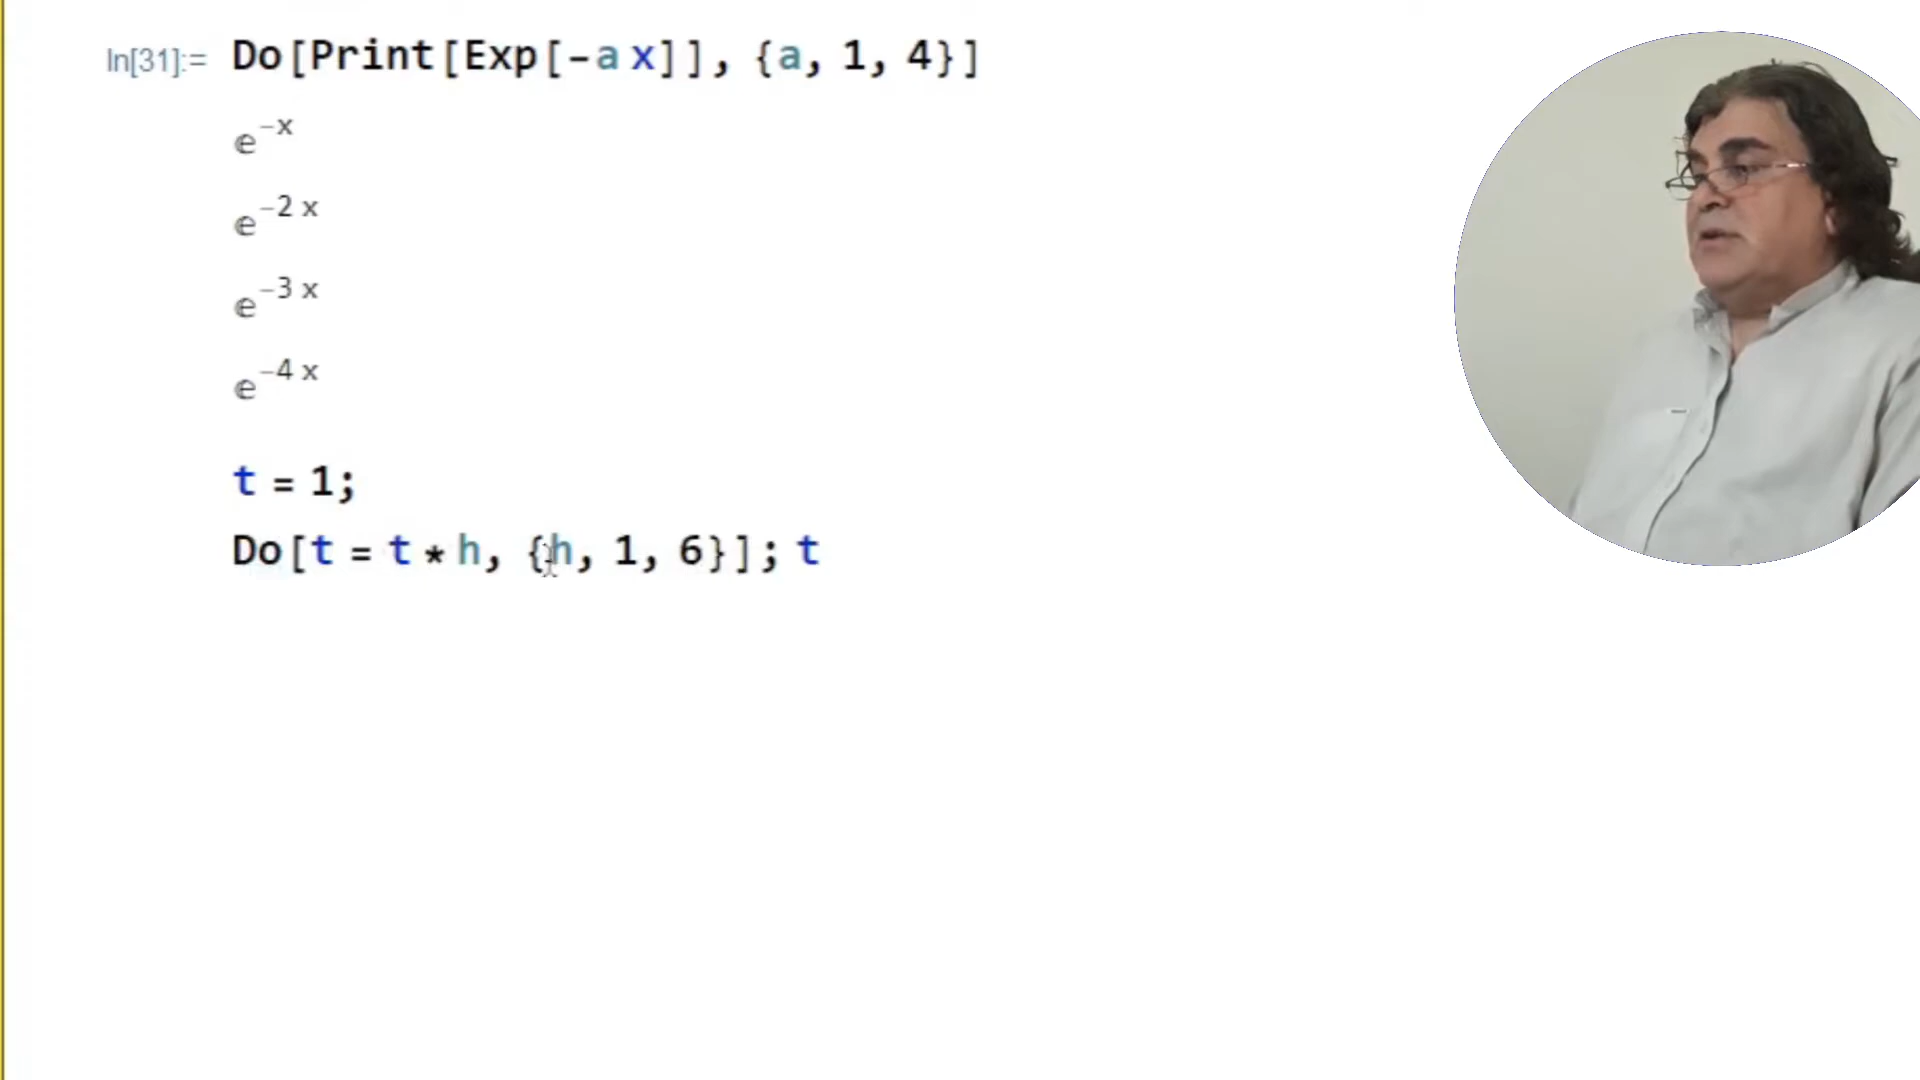 In[31]:= Do[Print[Exp[-a x]], {a, 1, 4}]
e^-x
e^-2 x
e^-3 x
e^-4 x
t = 1;
Do[t = t * h, {h, 1, 6}]; t